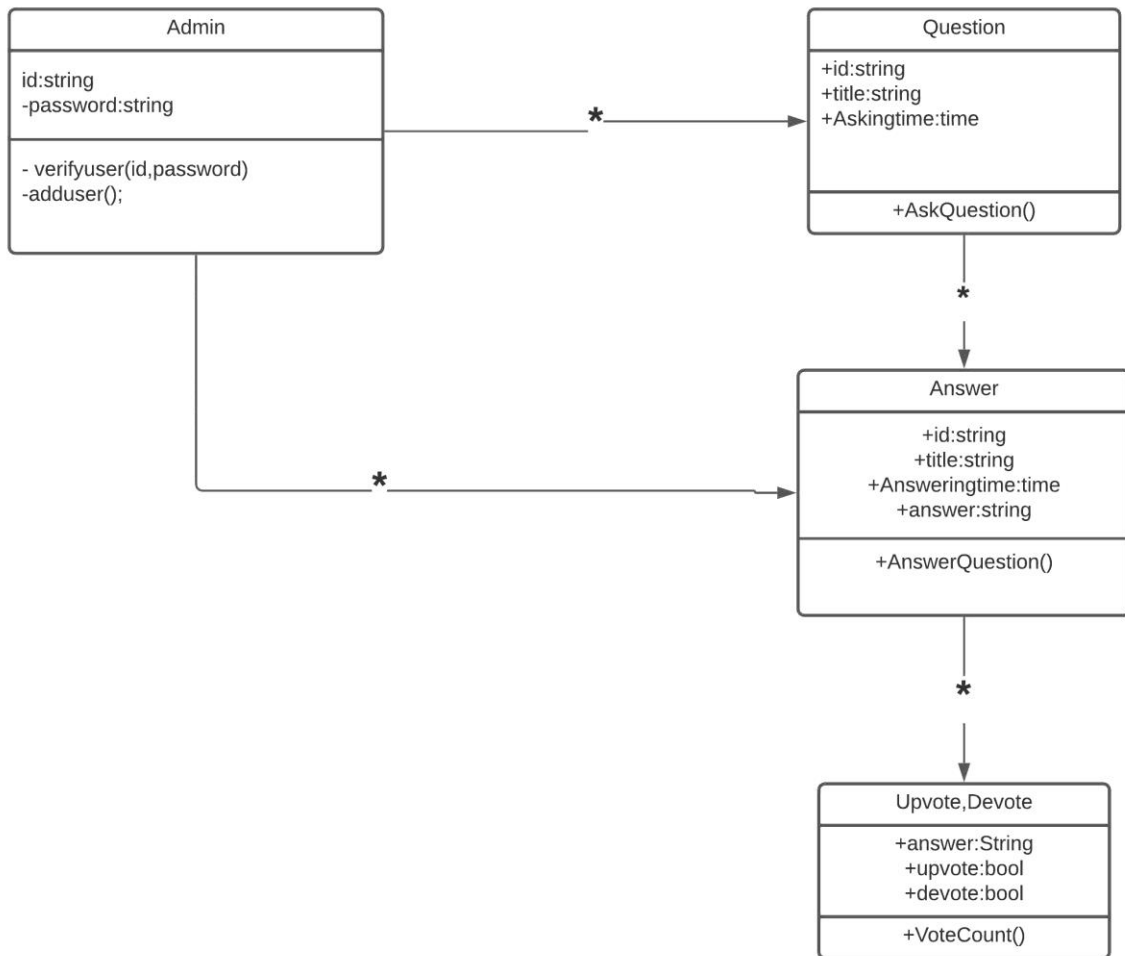 Admin
id:string
-password:string
- verifyuser(id,password)
-adduser();
*
Question
+id:string
+title:string
+Askingtime:time
+AskQuestion()
*
Answer
+id:string
+title:string
+Answeringtime:time
+answer:string
+AnswerQuestion()
*
*
Upvote,Devote
+answer:String
+upvote:bool
+devote:bool
+VoteCount()